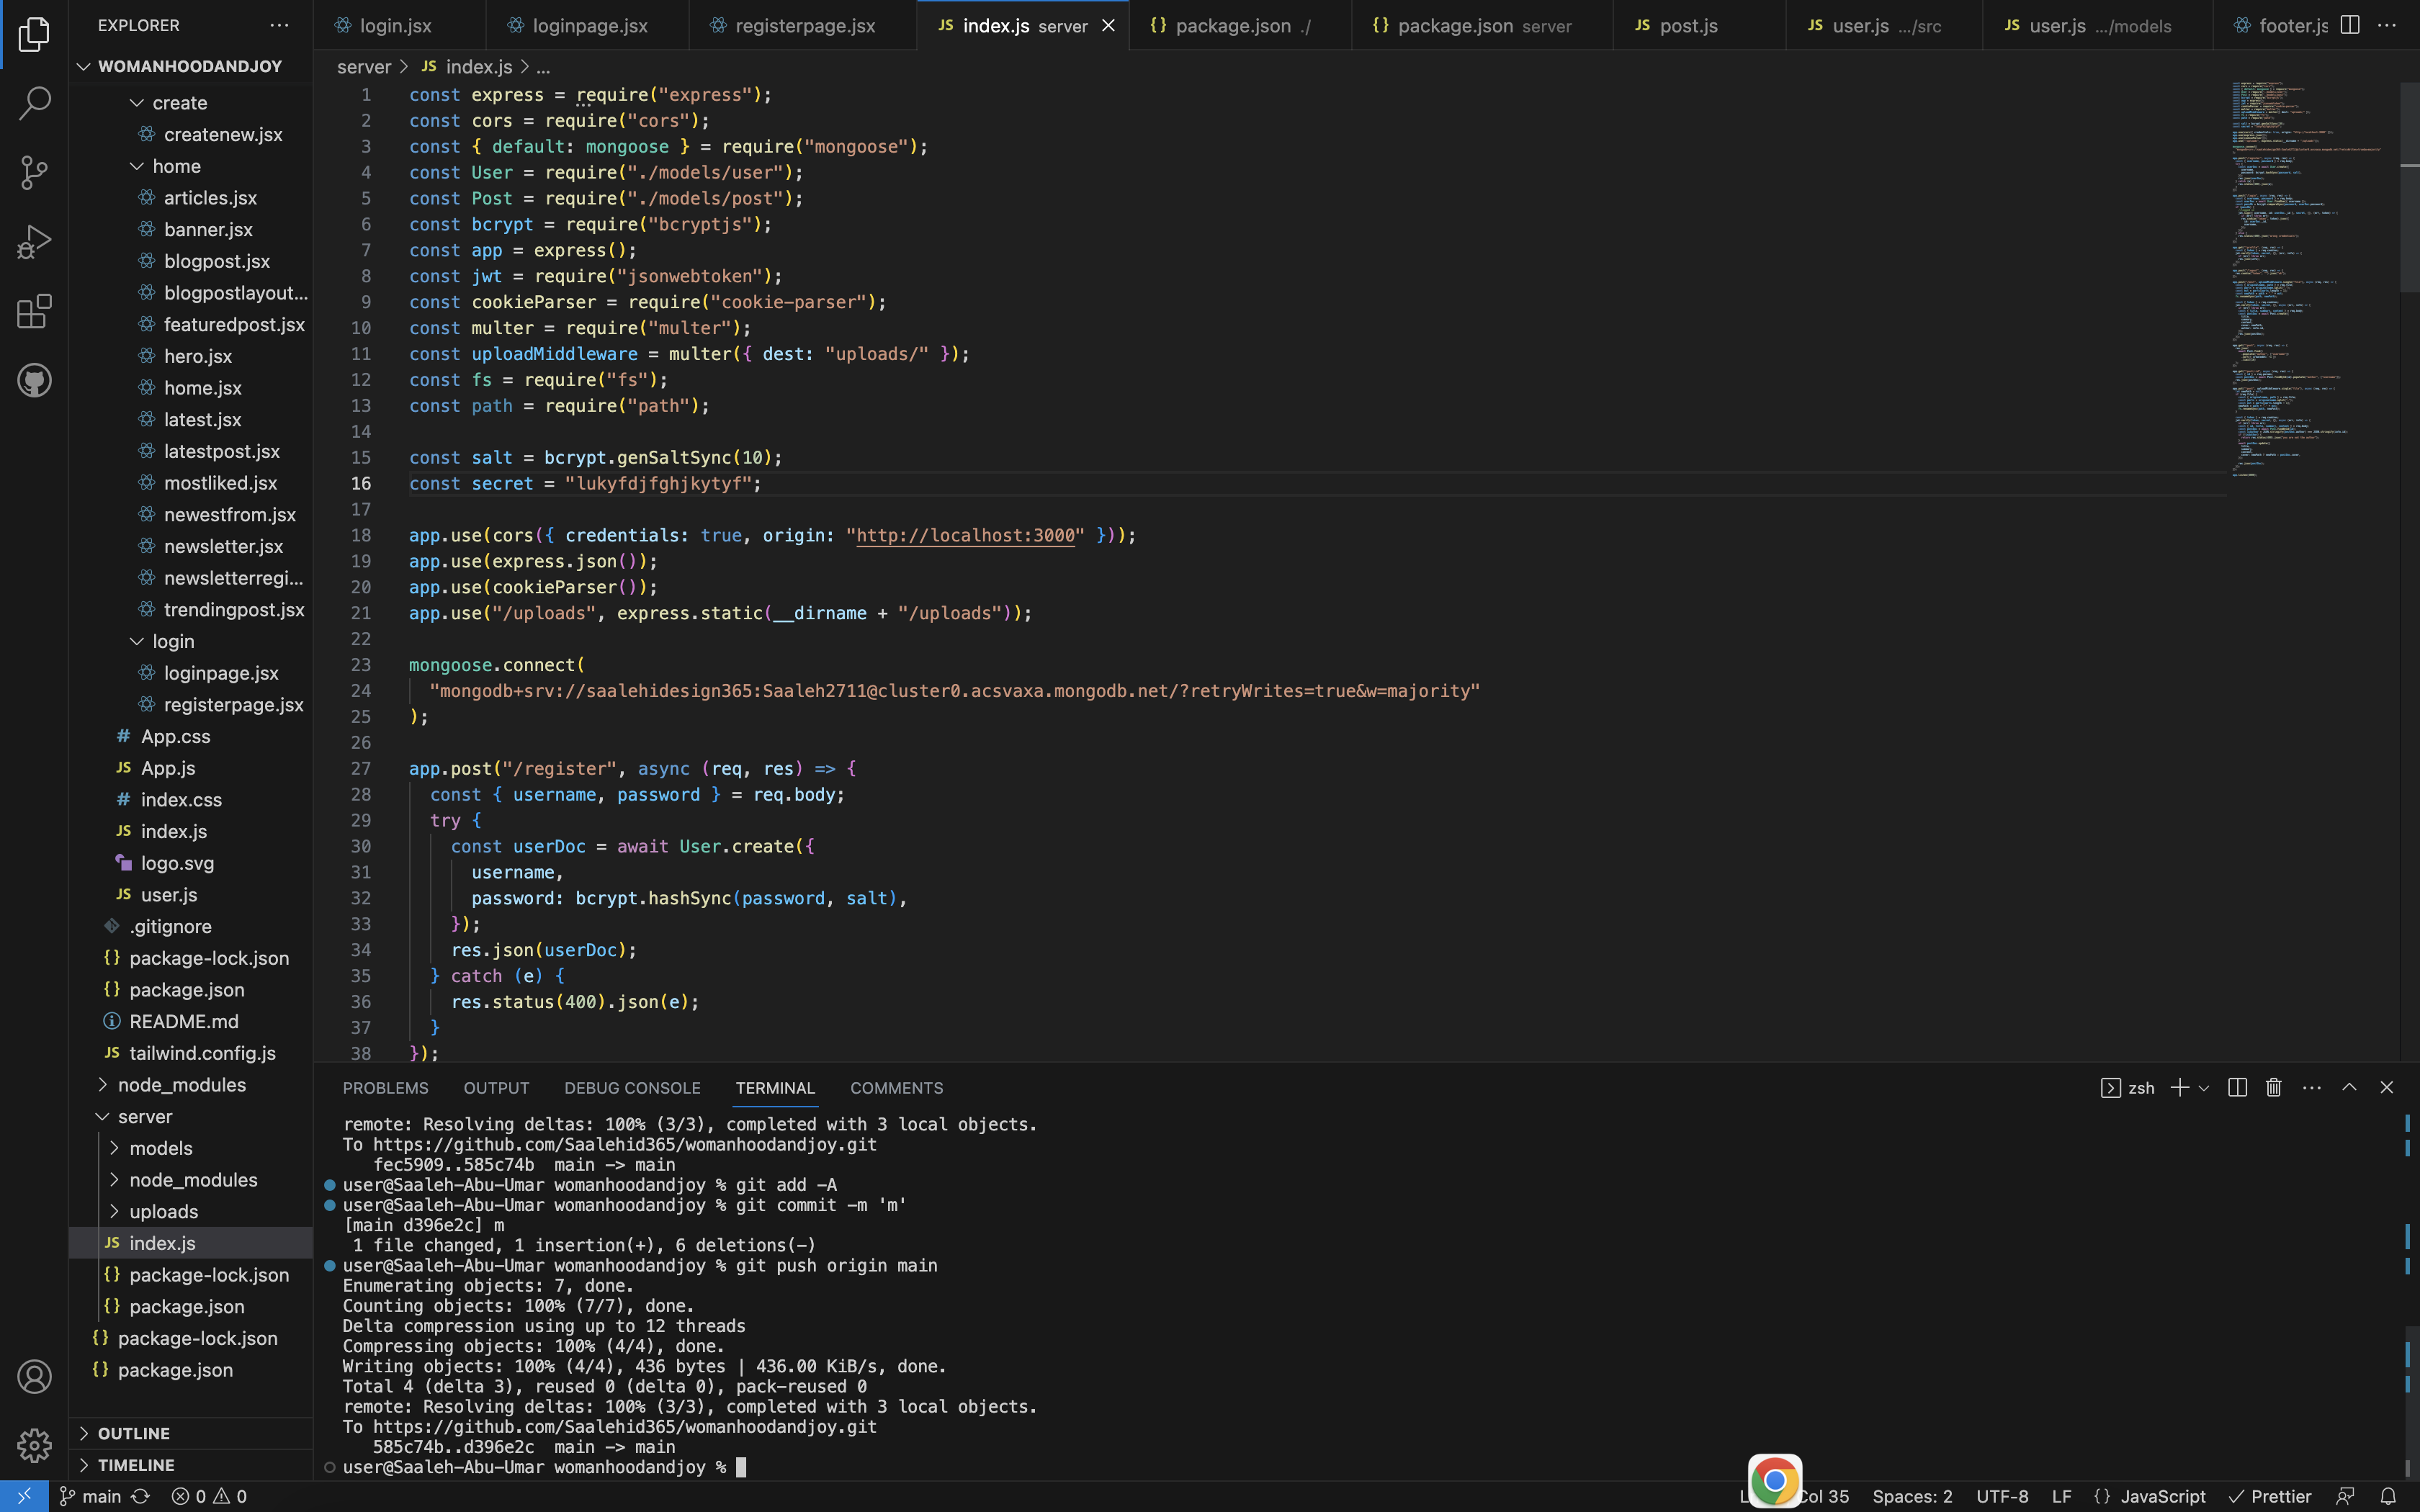 EXPLORER
WOMANHOODANDJOY
create
createnew.jsx
home
articles.jsx
banner.jsx
blogpost.jsx
blogpostlayout...
featuredpost.jsx
hero.jsx
home.jsx
latest.jsx
latestpost.jsx
mostliked.jsx
newestfrom.jsx
newsletter.jsx
newsletterregi...
trendingpost.jsx
login
loginpage.jsx
registerpage.jsx
# App.css
JS App.js
# index.css
JS index.js
logo.svg
JS user.js
.gitignore
{} package-lock.json
{} package.json
README.md
JS tailwind.config.js
node_modules
server
models
node_modules
uploads
JS index.js
{} package-lock.json
{} package.json
{} package-lock.json
{} package.json
OUTLINE
TIMELINE
login.jsx loginpage.jsx registerpage.jsx JS index.js server {} package.json ./ {} package.json server JS post.js JS user.js .../src JS user.js .../models footer.js
server > JS index.js > ...
1 const express = require("express");
2 const cors = require("cors");
3 const { default: mongoose } = require("mongoose");
4 const User = require("./models/user");
5 const Post = require("./models/post");
6 const bcrypt = require("bcryptjs");
7 const app = express();
8 const jwt = require("jsonwebtoken");
9 const cookieParser = require("cookie-parser");
10 const multer = require("multer");
11 const uploadMiddleware = multer({ dest: "uploads/" });
12 const fs = require("fs");
13 const path = require("path");
14
15 const salt = bcrypt.genSaltSync(10);
16 const secret = "lukyfdjfghjkytyf";
17
18 app.use(cors({ credentials: true, origin: "http://localhost:3000" }));
19 app.use(express.json());
20 app.use(cookieParser());
21 app.use("/uploads", express.static(__dirname + "/uploads"));
22
23 mongoose.connect(
24 "mongodb+srv://saalehidesign365:Saaleh2711@cluster0.acsvaxa.mongodb.net/?retryWrites=true&w=majority"
25 );
26
27 app.post("/register", async (req, res) => {
28 const { username, password } = req.body;
29 try {
30 const userDoc = await User.create({
31 username,
32 password: bcrypt.hashSync(password, salt),
33 });
34 res.json(userDoc);
35 } catch (e) {
36 res.status(400).json(e);
37 }
38 });
PROBLEMS OUTPUT DEBUG CONSOLE TERMINAL COMMENTS zsh
remote: Resolving deltas: 100% (3/3), completed with 3 local objects.
To https://github.com/Saalehid365/womanhoodandjoy.git
fec5909..585c74b main -> main
user@Saaleh-Abu-Umar womanhoodandjoy % git add -A
user@Saaleh-Abu-Umar womanhoodandjoy % git commit -m 'm'
[main d396e2c] m
1 file changed, 1 insertion(+), 6 deletions(-)
user@Saaleh-Abu-Umar womanhoodandjoy % git push origin main
Enumerating objects: 7, done.
Counting objects: 100% (7/7), done.
Delta compression using up to 12 threads
Compressing objects: 100% (4/4), done.
Writing objects: 100% (4/4), 436 bytes | 436.00 KiB/s, done.
Total 4 (delta 3), reused 0 (delta 0), pack-reused 0
remote: Resolving deltas: 100% (3/3), completed with 3 local objects.
To https://github.com/Saalehid365/womanhoodandjoy.git
585c74b..d396e2c main -> main
user@Saaleh-Abu-Umar womanhoodandjoy %
main 0 0 Col 35 Spaces: 2 UTF-8 LF {} JavaScript Prettier